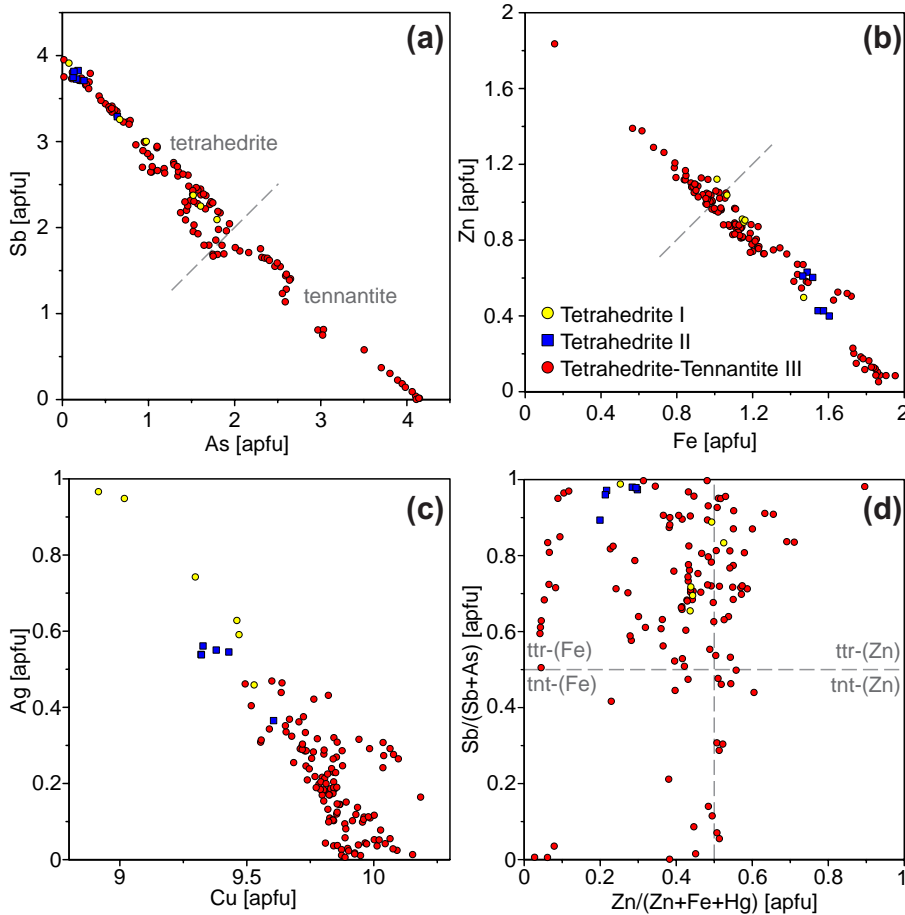 (a)
Sb [apfu]
4
3
2
1
0
tetrahedrite
tennantite
0 1 2 3 4
As [apfu]
(b)
Zn [apfu]
2
1.6
1.2
0.8
0.4
0
Tetrahedrite I
Tetrahedrite II
Tetrahedrite-Tennantite III
0 0.4 0.8 1.2 1.6 2
Fe [apfu]
(c)
Ag [apfu]
1
0.8
0.6
0.4
0.2
0
9 9.5 10
Cu [apfu]
(d)
Sb/(Sb+As) [apfu]
1
0.8
0.6
0.4
0.2
0
ttr-(Fe) ttr-(Zn)
tnt-(Fe) tnt-(Zn)
0 0.2 0.4 0.6 0.8 1
Zn/(Zn+Fe+Hg) [apfu]